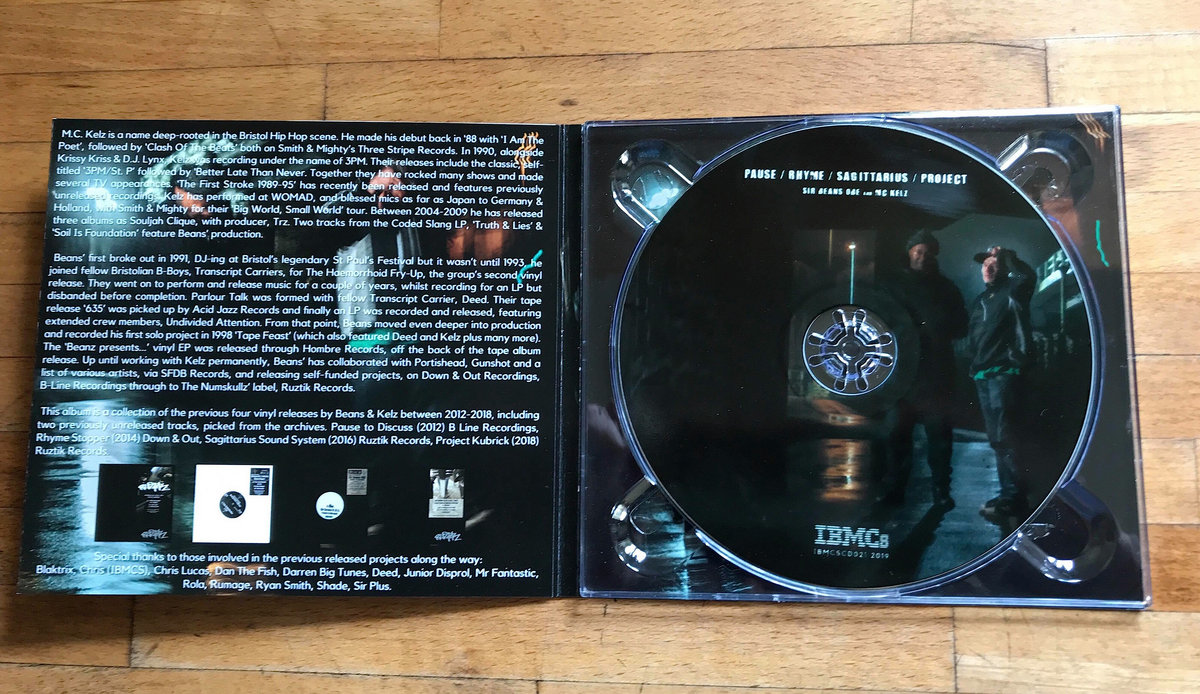 M.C. Kelz is a name deep-rooted in the Bristol Hip Hop scene. He made his debut back in '88 with 'I Am The
Poet', followed by 'Clash Of The Beats' both on Smith & Mighty's Three Stripe Records. In 1990, alongside
Krissy Kriss & D.J. Lynx, Kelz was recording under the name of 3PM. Their releases include the classic, self-
titled '3PM/St. P' followed by 'Better Late Than Never. Together they have rocked many shows and made
several TV appearances. 'The First Stroke 1989-95' has recently been released and features previously
unreleased recordings. Kelz has performed at WOMAD, and blessed mics as far as Japan to Germany &
Holland, with Smith & Mighty for their 'Big World, Small World' tour. Between 2004-2009 he has released
three albums as Souljah Clique, with producer, Trz. Two tracks from the Coded Slang LP, 'Truth & Lies' &
'Soil Is Foundation' feature Beans' production.
Beans' first broke out in 1991, DJ-ing at Bristol's legendary St Paul's Festival but it wasn't until 1993, he
joined fellow Bristolian B-Boys, Transcript Carriers, for The Haemorrhoid Fry-Up, the group's second vinyl
release. They went on to perform and release music for a couple of years, whilst recording for an LP but
disbanded before completion. Parlour Talk was formed with fellow Transcript Carrier, Deed. Their tape
release '635' was picked up by Acid Jazz Records and finally an LP was recorded and released, featuring
extended crew members, Undivided Attention. From that point, Beans moved even deeper into production
and recorded his first solo project in 1998 'Tape Feast' (which also featured Deed and Kelz plus many more).
The 'Beanz presents...' vinyl EP was released through Hombre Records, off the back of the tape album
release. Up until working with Kelz permanently, Beans' has collaborated with Portishead, Gunshot and a
list of various artists, via SFDB Records, and releasing self-funded projects, on Down & Out Recordings,
B-Line Recordings through to The Numskullz' label, Ruztik Records.
This album is a collection of the previous four vinyl releases by Beans & Kelz between 2012-2018, including
two previously unreleased tracks, picked from the archives. Pause to Discuss (2012) B Line Recordings,
Rhyme Stopper (2014) Down & Out, Sagittarius Sound System (2016) Ruztik Records, Project Kubrick (2018)
Ruztik Records.
Special thanks to those involved in the previous released projects along the way:
Blaktrix, Chris (IBMCS), Chris Lucas, Dan The Fish, Darren Big Tunes, Deed, Junior Disprol, Mr Fantastic,
Rola, Rumage, Ryan Smith, Shade, Sir Plus.
PAUSE / RHYME / SAGITTARIUS / PROJECT
SIR BEANS OAE AND MC KELZ
IBMCs
IBMCSCD021 2019